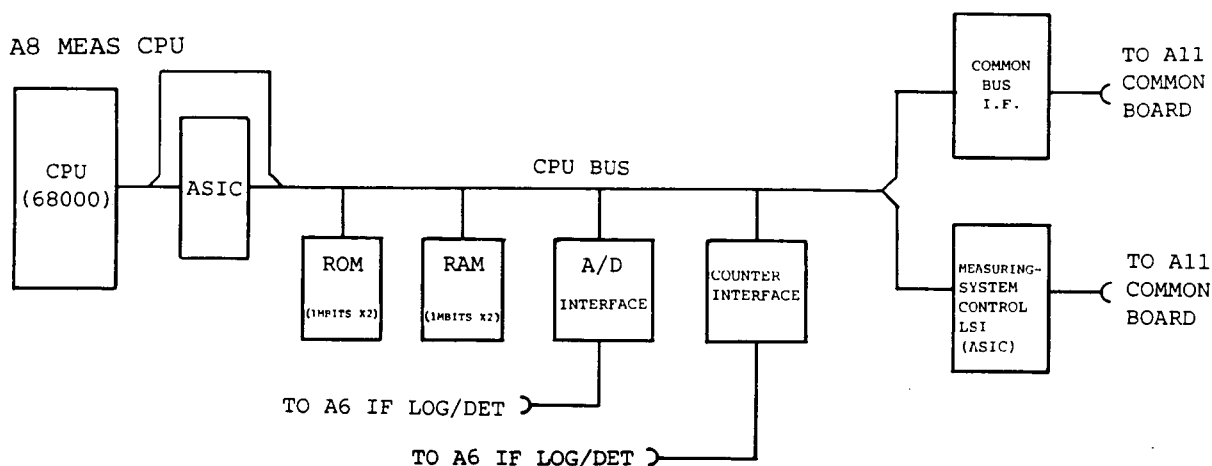 A8 MEAS CPU
CPU
(68000)
ASIC
CPU BUS
ROM
(1MBITS X2)
RAM
(1MBITS X2)
A/D
INTERFACE
COUNTER
INTERFACE
COMMON
BUS
I.F.
TO A11
COMMON
BOARD
MEASURING-
SYSTEM
CONTROL
LSI
(ASIC)
TO A11
COMMON
BOARD
TO A6 IF LOG/DET
TO A6 IF LOG/DET